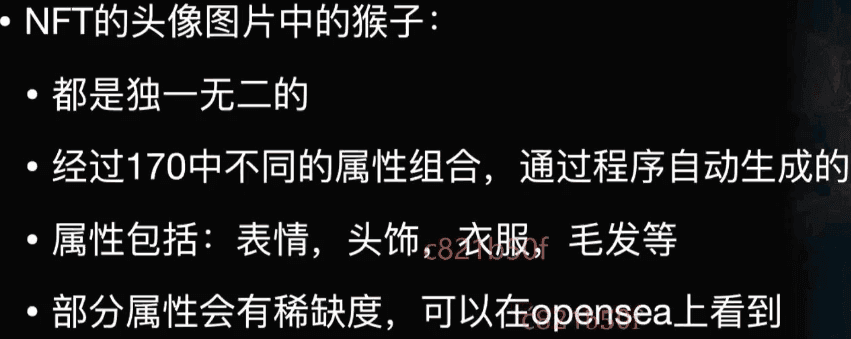 • NFT的头像图片中的猴子：
• 都是独一无二的
• 经过170中不同的属性组合，通过程序自动生成的
• 属性包括：表情，头饰，衣服，毛发等
c821b50f
• 部分属性会有稀缺度，可以在opensea上看到
c821b50f